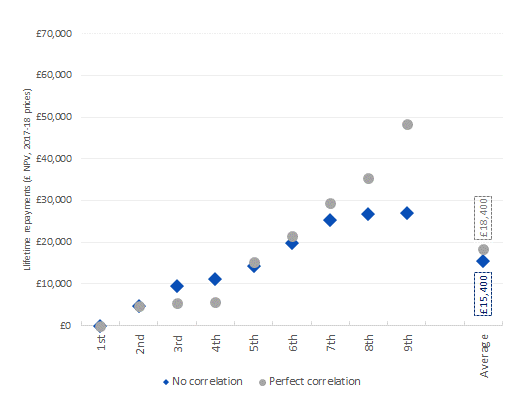 £70,000
£60,000
£50,000
£40,000
£30,000
£20,000
£10,000
£0
Lifetime repayments (£ NPV, 2017-18 prices)
£18,400
£15,400
1st
2nd
3rd
4th
5th
6th
7th
8th
9th
Average
No correlation
Perfect correlation